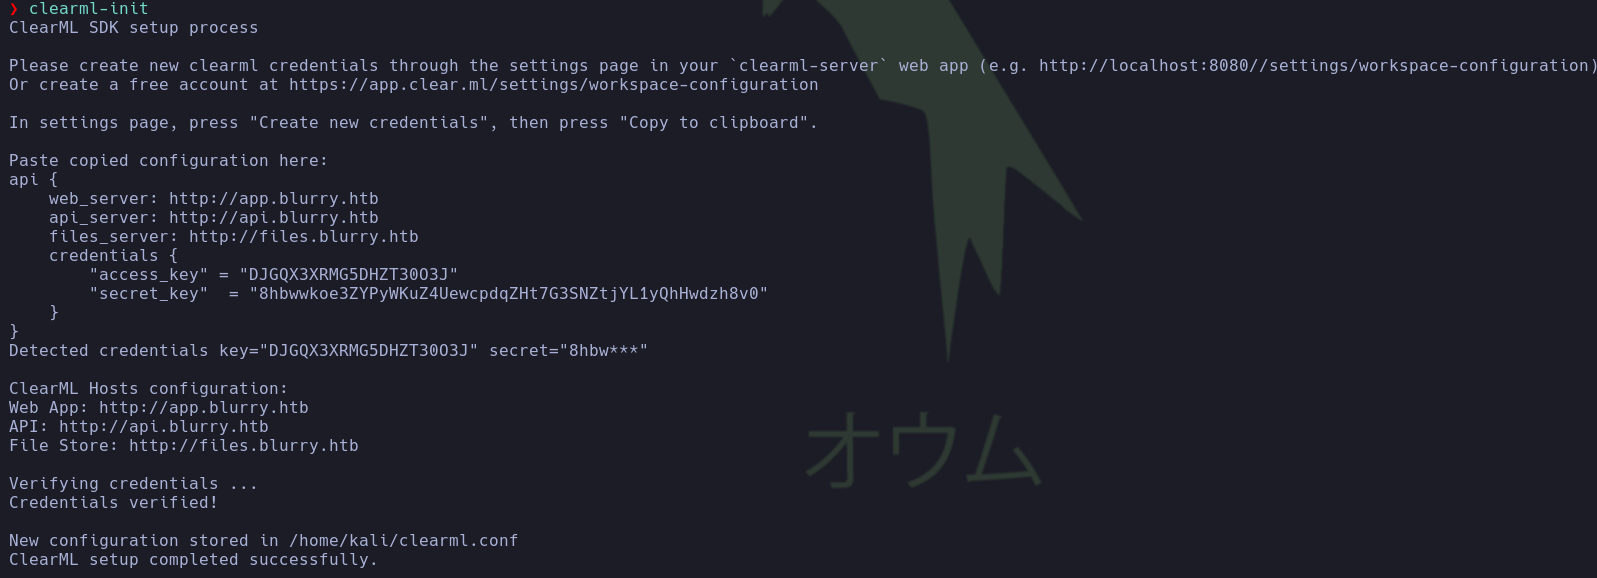 ❯ clearml-init
ClearML SDK setup process
Please create new clearml credentials through the settings page in your `clearml-server` web app (e.g. http://localhost:8080//settings/workspace-configuration)
Or create a free account at https://app.clear.ml/settings/workspace-configuration
In settings page, press "Create new credentials", then press "Copy to clipboard".
Paste copied configuration here:
api {
    web_server: http://app.blurry.htb
    api_server: http://api.blurry.htb
    files_server: http://files.blurry.htb
    credentials {
        "access_key" = "DJGQX3XRMG5DHZT30O3J"
        "secret_key"  = "8hbwwkoe3ZYPyWKuZ4UewcpdqZHt7G3SNZtjYL1yQhHwdzh8v0"
    }
}
Detected credentials key="DJGQX3XRMG5DHZT30O3J" secret="8hbw***"
ClearML Hosts configuration:
Web App: http://app.blurry.htb
API: http://api.blurry.htb
File Store: http://files.blurry.htb
Verifying credentials ...
Credentials verified!
New configuration stored in /home/kali/clearml.conf
ClearML setup completed successfully.
オウム